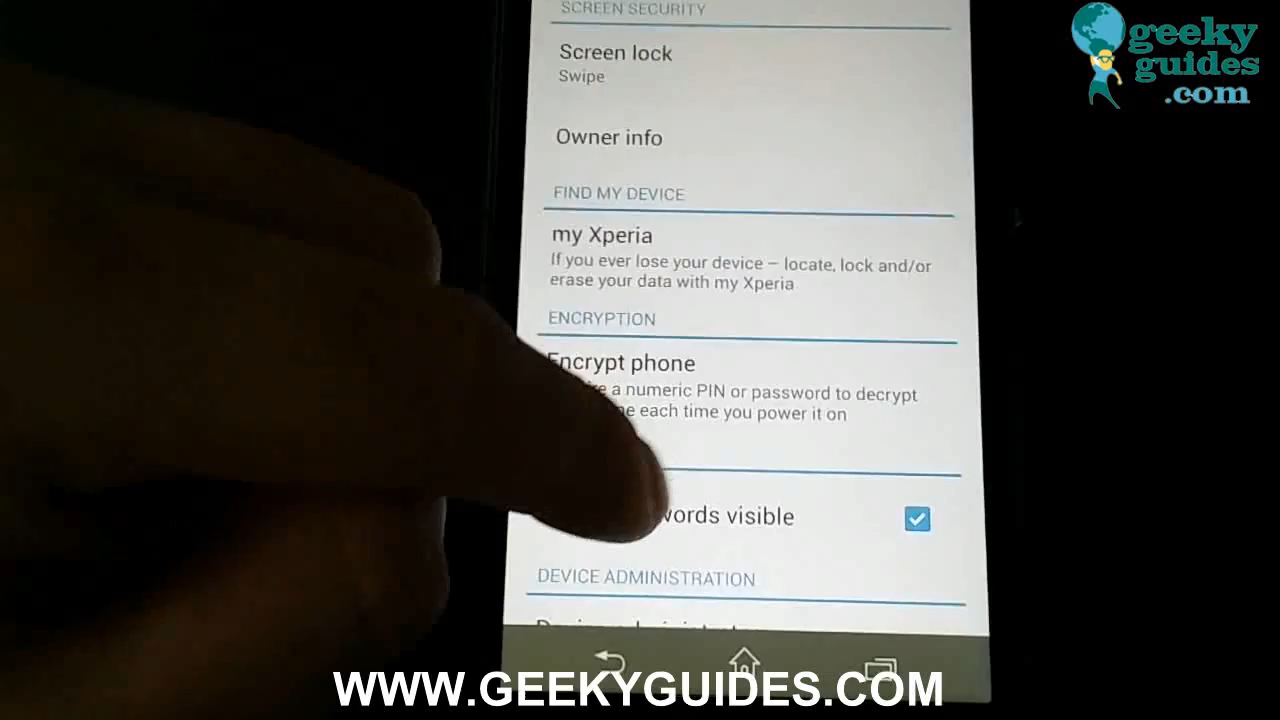 SCREEN SECURITY
Screen lock
Swipe
Owner info
FIND MY DEVICE
my Xperia
If you ever lose your device – locate, lock and/or
erase your data with my Xperia
ENCRYPTION
Encrypt phone
a numeric PIN or password to decrypt
each time you power it on
visible
DEVICE ADMINISTRATION
geeky
guides
.com
WWW.GEEKYGUIDES.COM